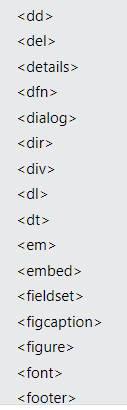 <dd>
<del>
<details>
<dfn>
<dialog>
<dir>
<div>
<dl>
<dt>
<em>
<embed>
<fieldset>
<figcaption>
<figure>
<font>
<footer>